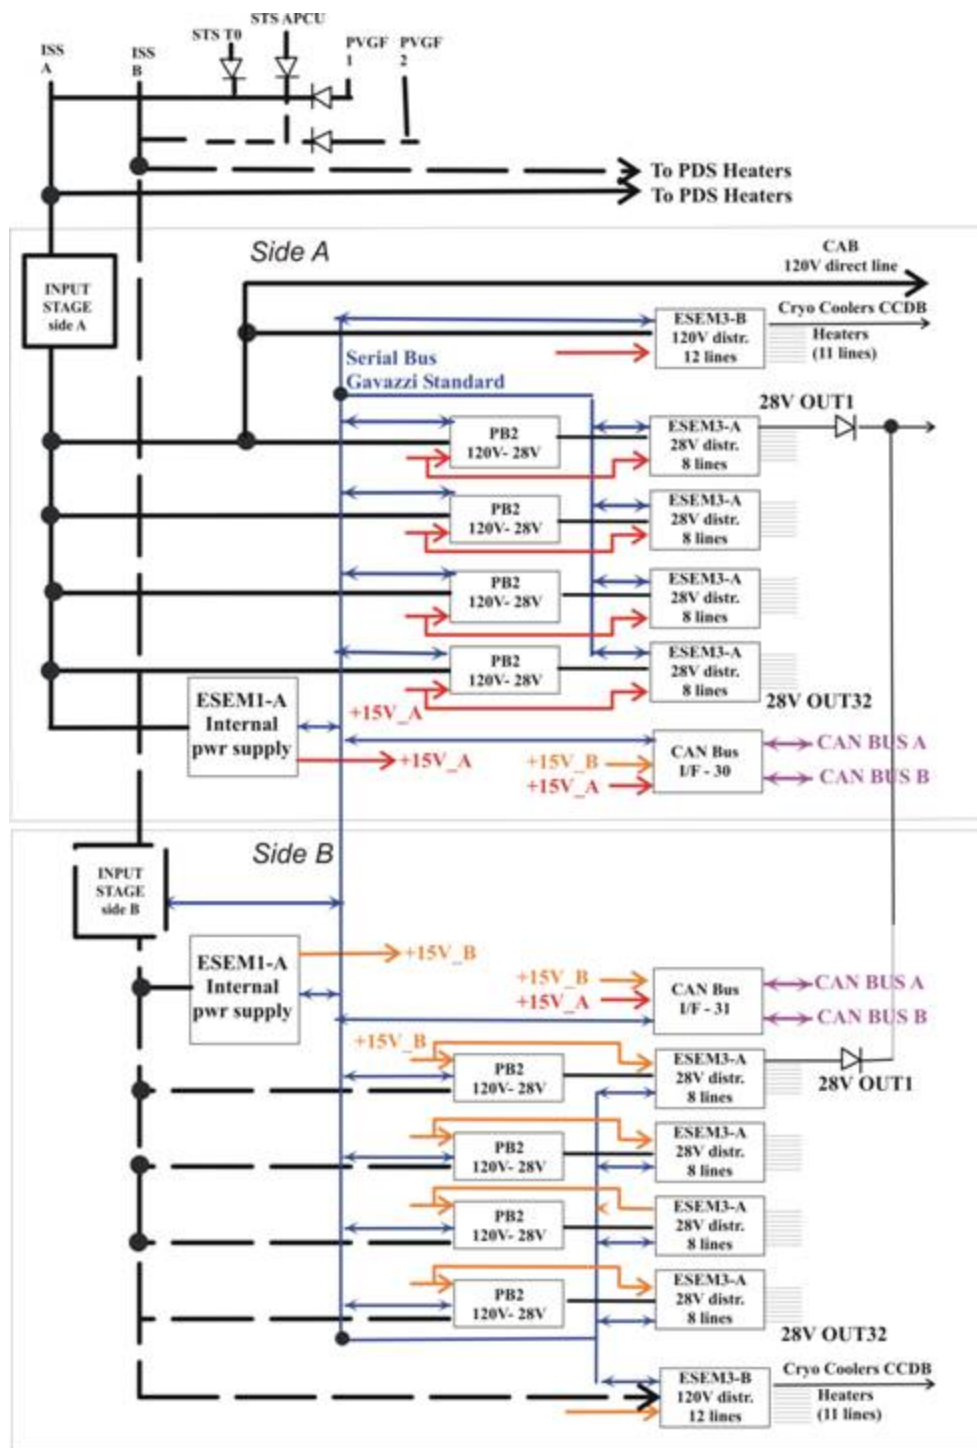 STS APCU
STS T0
ISS
A
ISS
B
PVGF
1
PVGF
2
To PDS Heaters
To PDS Heaters
Side A
CAB
120V direct line
INPUT
STAGE
side A
ESEM3-B
120V distr.
12 lines
Cryo Coolers CCDB
Heaters
(11 lines)
Serial Bus
Gavazzi Standard
28V OUT1
PB2
120V- 28V
ESEM3-A
28V distr.
8 lines
PB2
120V- 28V
ESEM3-A
28V distr.
8 lines
PB2
120V- 28V
ESEM3-A
28V distr.
8 lines
PB2
120V- 28V
ESEM3-A
28V distr.
8 lines
28V OUT32
ESEM1-A
Internal
pwr supply
+15V_A
+15V_A
+15V_B
+15V_A
CAN Bus
I/F - 30
CAN BUS A
CAN BUS B
Side B
INPUT
STAGE
side B
ESEM1-A
Internal
pwr supply
+15V_B
+15V_B
+15V_A
CAN Bus
I/F - 31
CAN BUS A
CAN BUS B
+15V_B
PB2
120V- 28V
ESEM3-A
28V distr.
8 lines
28V OUT1
PB2
120V- 28V
ESEM3-A
28V distr.
8 lines
PB2
120V- 28V
ESEM3-A
28V distr.
8 lines
PB2
120V- 28V
ESEM3-A
28V distr.
8 lines
28V OUT32
ESEM3-B
120V distr.
12 lines
Cryo Coolers CCDB
Heaters
(11 lines)